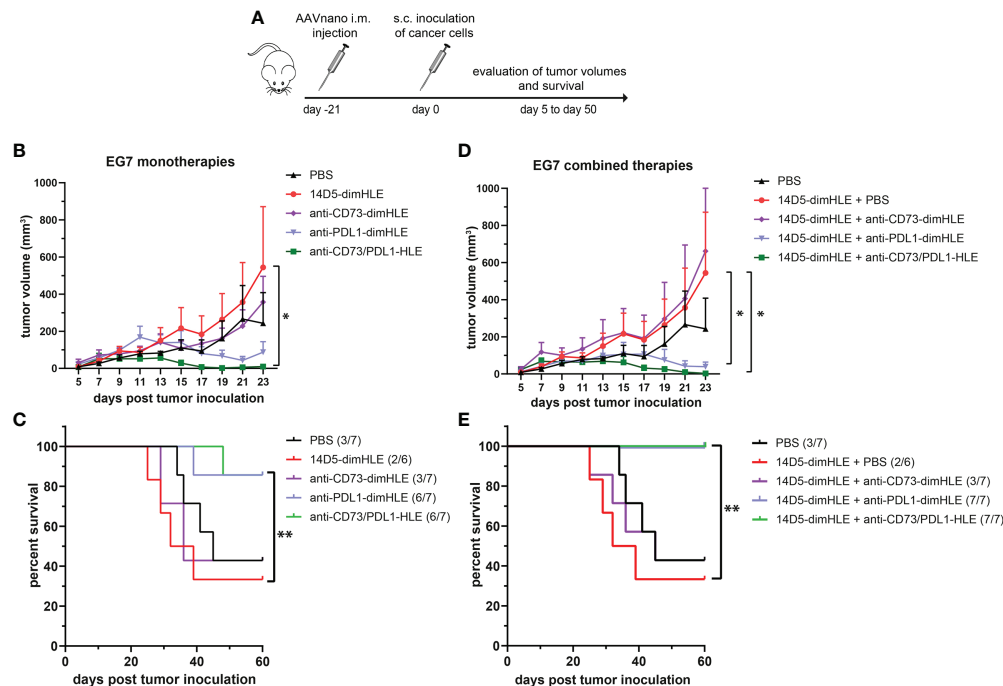 A
AAVnano i.m.
injection
s.c. inoculation
of cancer cells
evaluation of tumor volumes
and survival
day -21
day 0
day 5 to day 50
B
EG7 monotherapies
PBS
14D5-dimHLE
anti-CD73-dimHLE
anti-PDL1-dimHLE
anti-CD73/PDL1-HLE
tumor volume (mm³)
1000
800
600
400
200
0
*
5 7 9 11 13 15 17 19 21 23
days post tumor inoculation
D
EG7 combined therapies
PBS
14D5-dimHLE + PBS
14D5-dimHLE + anti-CD73-dimHLE
14D5-dimHLE + anti-PDL1-dimHLE
14D5-dimHLE + anti-CD73/PDL1-HLE
tumor volume (mm³)
1000
800
600
400
200
0
* *
5 7 9 11 13 15 17 19 21 23
days post tumor inoculation
C
PBS (3/7)
14D5-dimHLE (2/6)
anti-CD73-dimHLE (3/7)
anti-PDL1-dimHLE (6/7)
anti-CD73/PDL1-HLE (6/7)
percent survival
100
80
60
40
20
0
**
0 20 40 60
days post tumor inoculation
E
PBS (3/7)
14D5-dimHLE + PBS (2/6)
14D5-dimHLE + anti-CD73-dimHLE (3/7)
14D5-dimHLE + anti-PDL1-dimHLE (7/7)
14D5-dimHLE + anti-CD73/PDL1-HLE (7/7)
percent survival
100
80
60
40
20
0
**
0 20 40 60
days post tumor inoculation